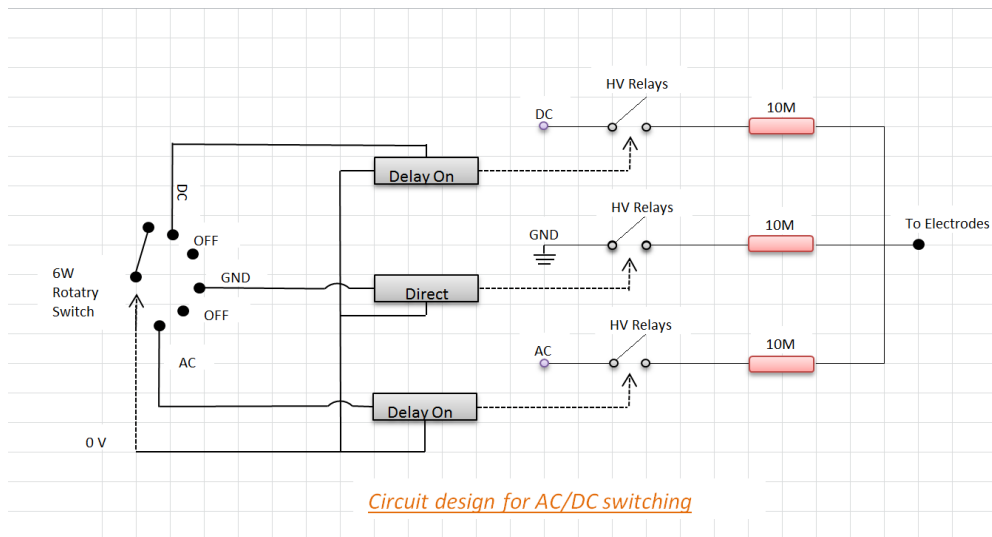 HV Relays
10M
DC
Delay On
DC
HV Relays
10M
To Electrodes
GND
OFF
GND
6W
Rotatry
Switch
Direct
OFF
HV Relays
10M
AC
AC
Delay On
0 V
Circuit design for AC/DC switching